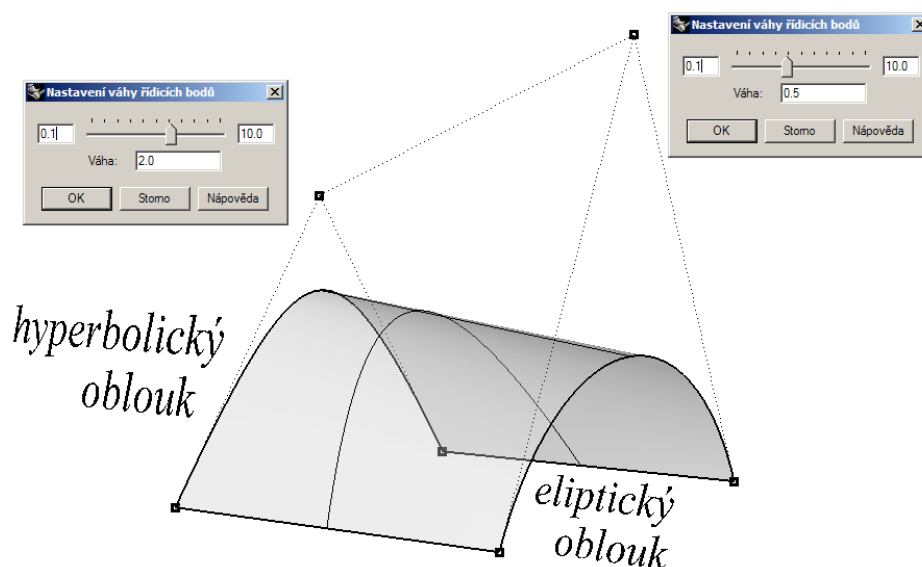 Nastavení váhy řídicích bodů
0.1
10.0
Váha:
2.0
OK
Storno
Nápověda
Nastavení váhy řídicích bodů
0.1
10.0
Váha:
0.5
OK
Storno
Nápověda
hyperbolický
oblouk
eliptický
oblouk